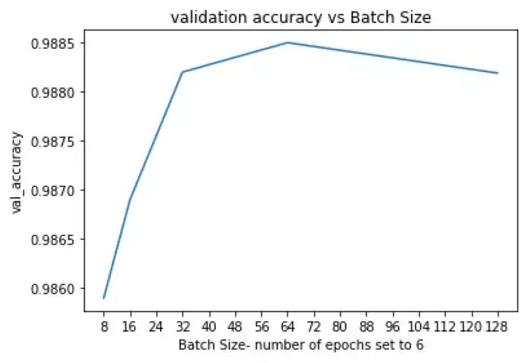 validation accuracy vs Batch Size
0.9885
0.9880
0.9875
0.9870
0.9865
0.9860
val_accuracy
8 16 24 32 40 48 56 64 72 80 88 96 104 112 120 128
Batch Size- number of epochs set to 6